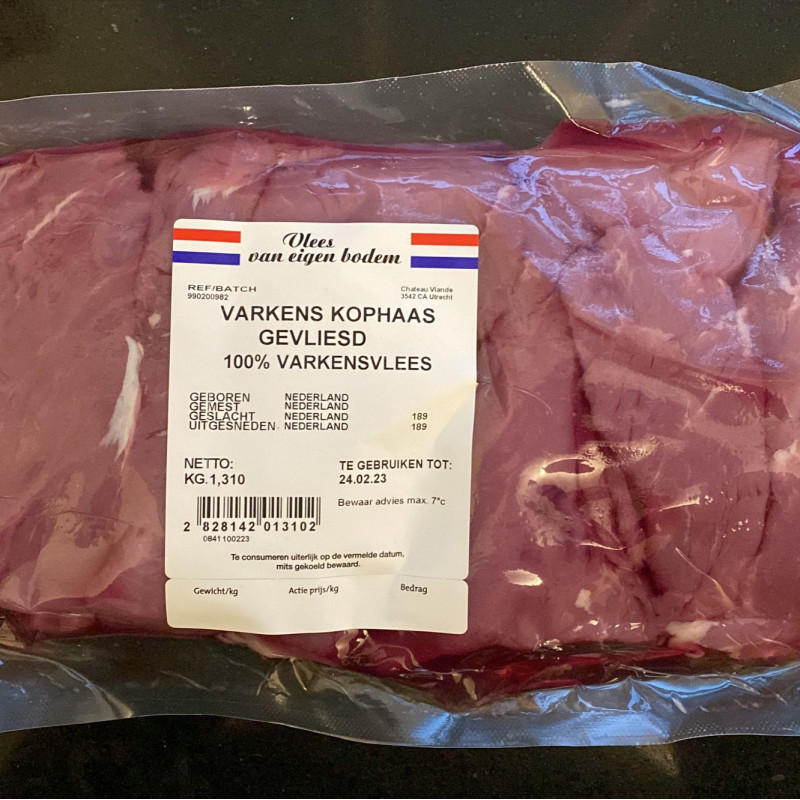 Vlees
van eigen bodem
REF/BATCH
990200982
Chateau Viande
3542 CA Utrecht
VARKENS KOPHAAS
GEVLIESD
100% VARKENSVLEES
GEBOREN NEDERLAND
GEMEST NEDERLAND
GESLACHT NEDERLAND 189
UITGESNEDEN NEDERLAND 189
NETTO:
KG.1,310
TE GEBRUIKEN TOT:
24.02.23
Bewaar advies max. 7°c
2 828142 013102
0841100223
Te consumeren uiterlijk op de vermelde datum,
mits gekoeld bewaard.
Gewicht/kg Actie prijs/kg Bedrag